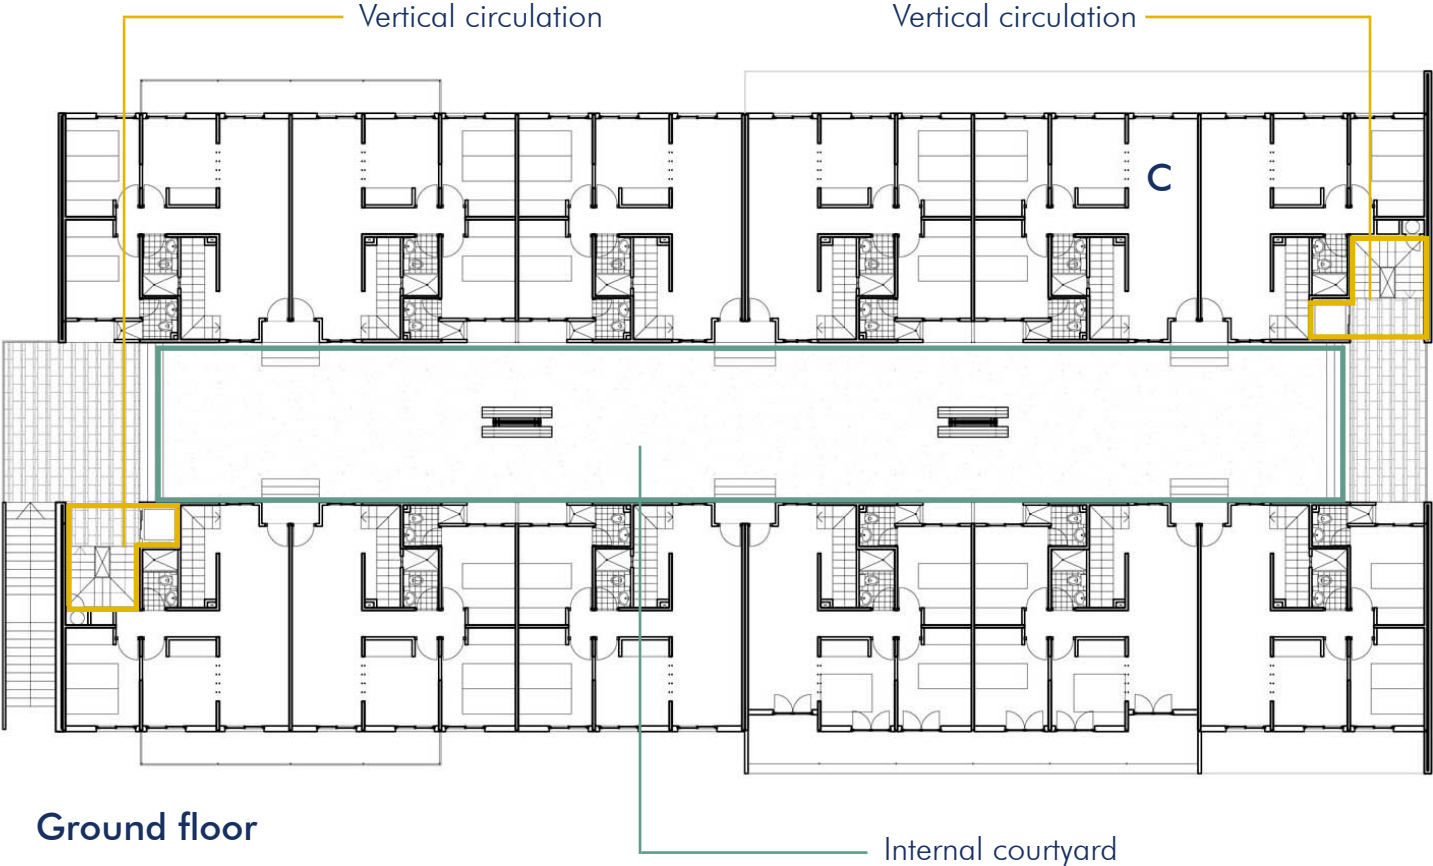 Vertical circulation
Vertical circulation
C
Ground floor
Internal courtyard